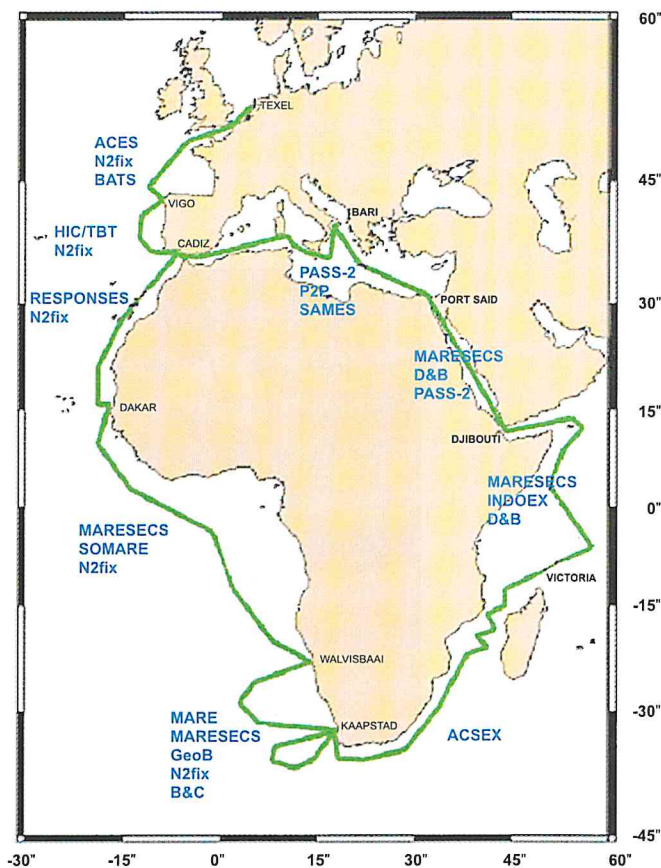 60"
TEXEL
ACES
N2fix
BATS
45"
VIGO
BARI
HIC/TBT
N2fix
CADIZ
PASS-2
P2P
SAMES
RESPONSES
N2fix
PORT SAID
30"
MARESECS
D&B
PASS-2
DAKAR
15"
DJIBOUTI
MARESECS
INDOEX
D&B
0"
MARESECS
SOMARE
N2fix
VICTORIA
-15"
WALVISBAAI
MARE
MARESECS
GeoB
N2fix
B&C
-30"
KAAPSTAD
ACSEX
-45"
-30" -15" 0" 15" 30" 45" 60"